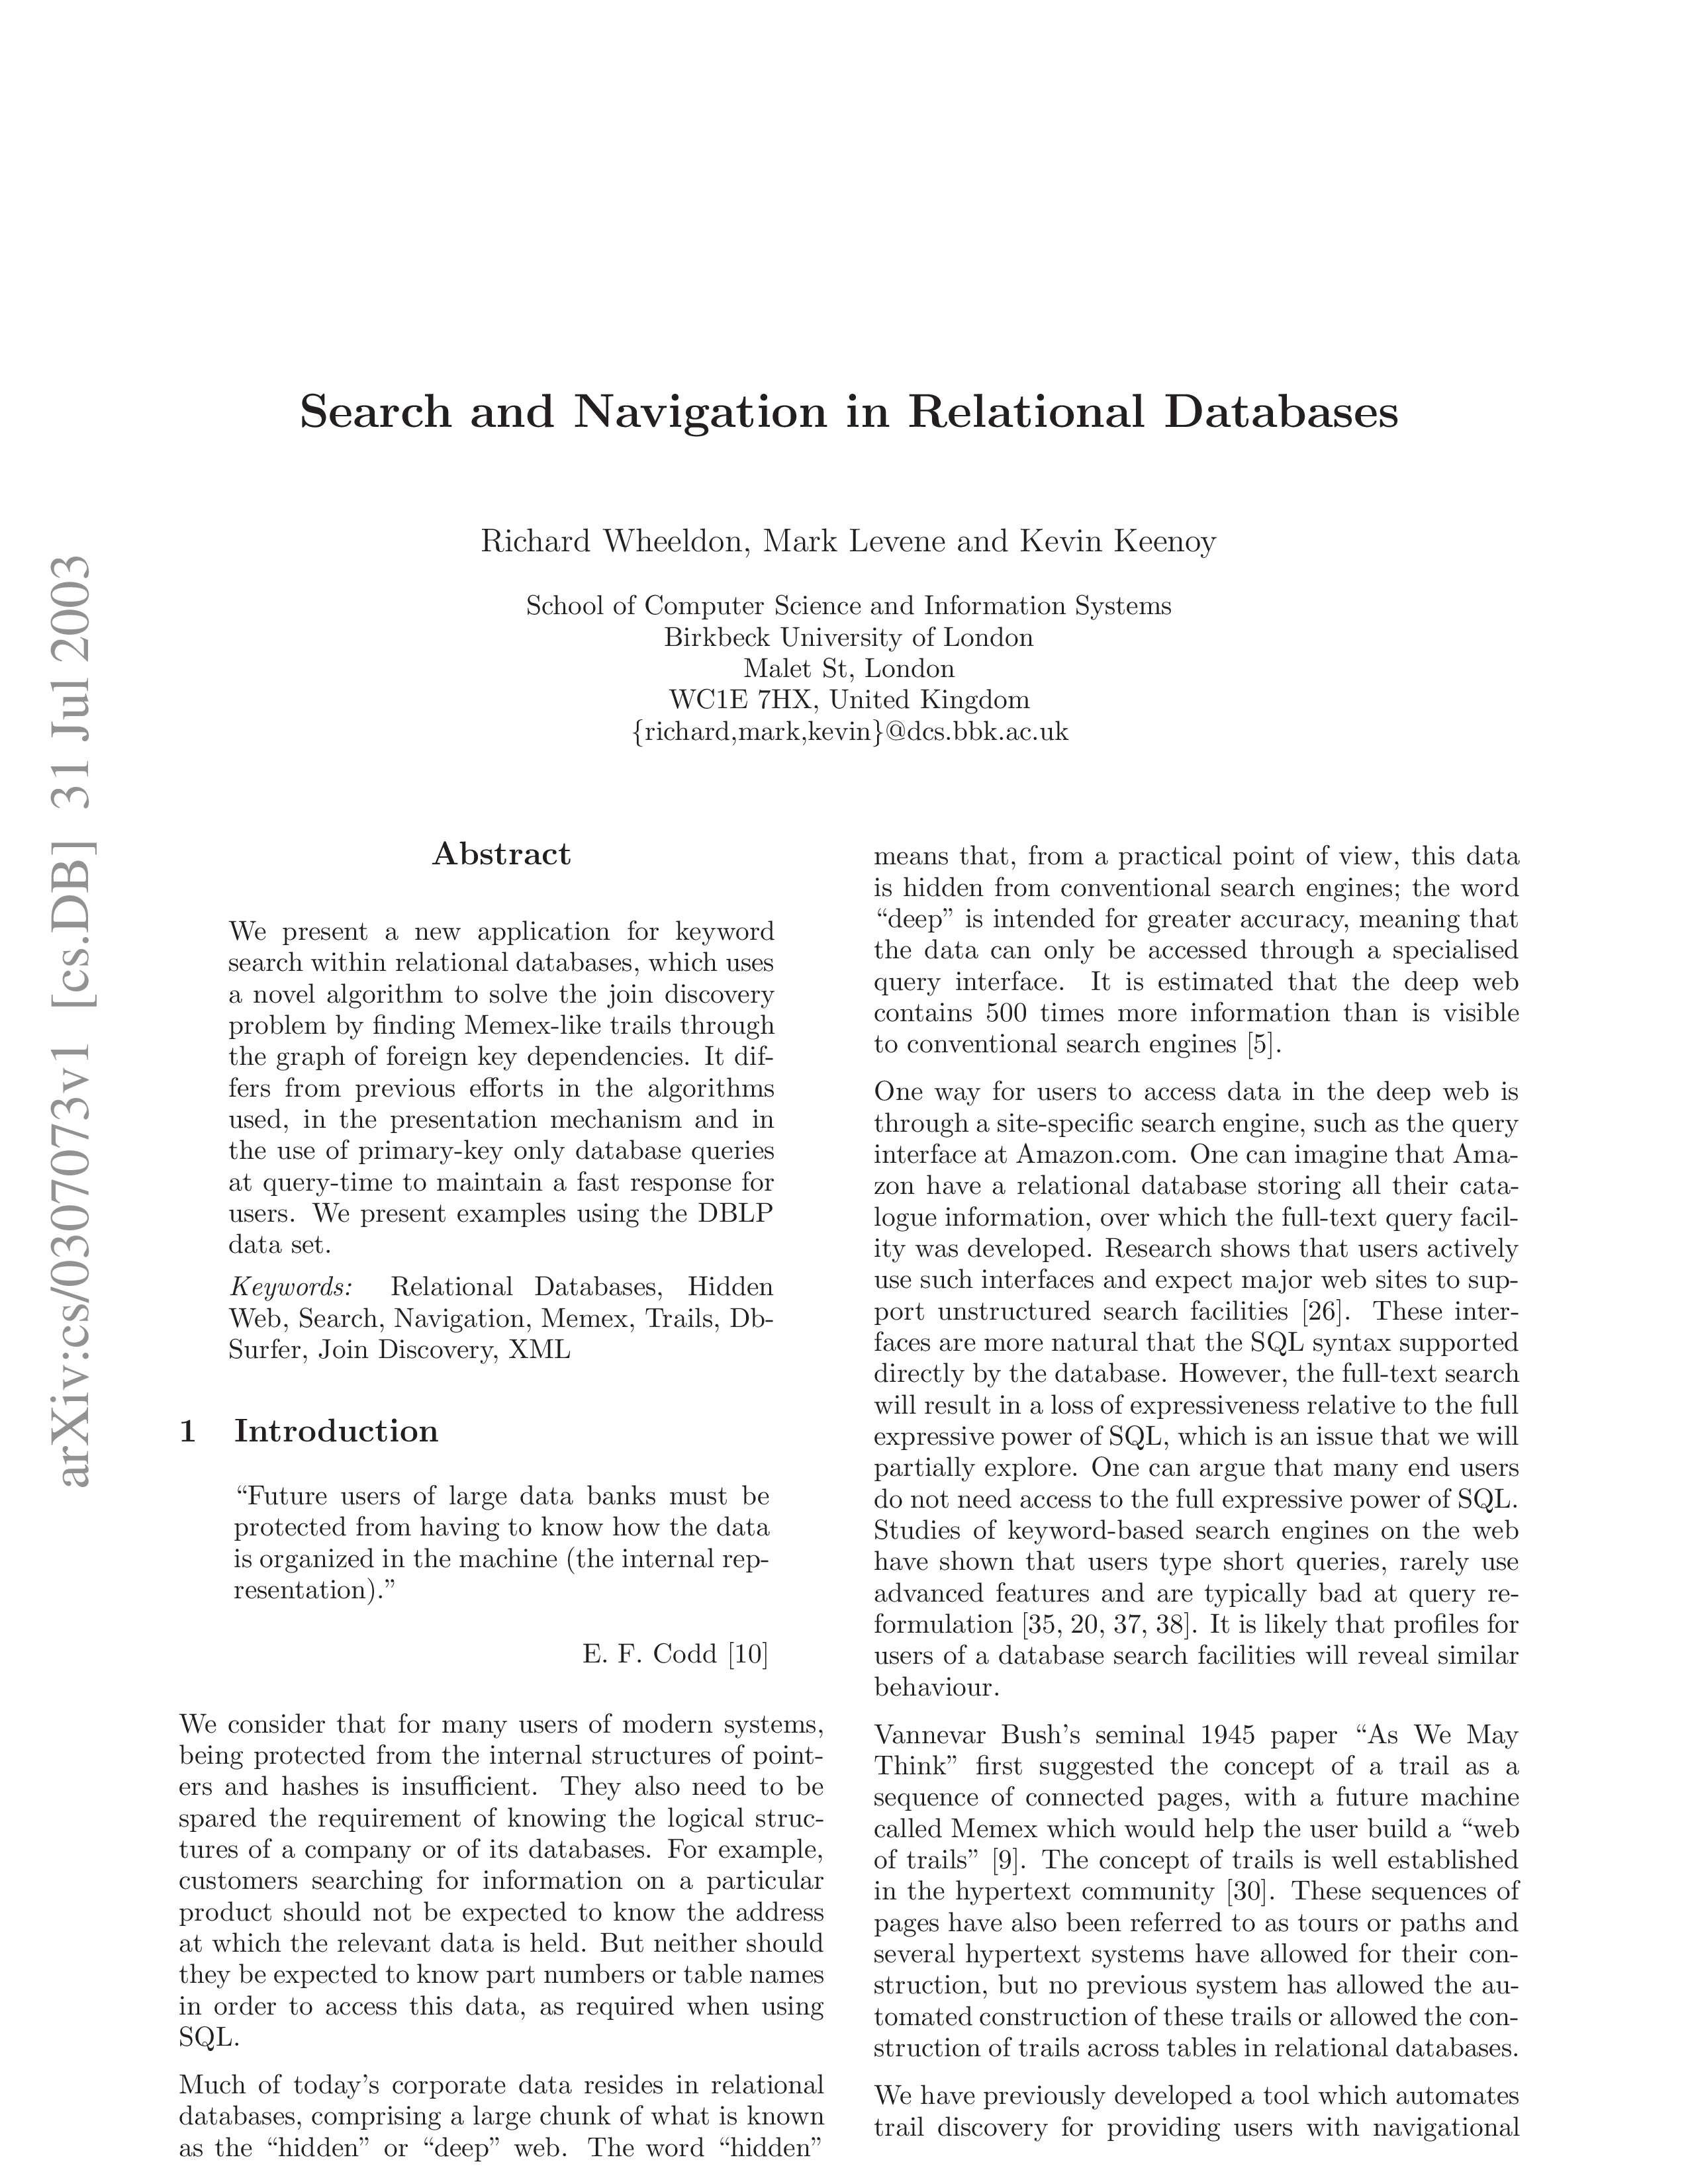 arXiv:cs/0307073v1 [cs.DB] 31 Jul 2003
Search and Navigation in Relational Databases
Richard Wheeldon, Mark Levene and Kevin Keenoy
School of Computer Science and Information Systems
Birkbeck University of London
Malet St, London
WC1E 7HX, United Kingdom
{richard,mark,kevin}@dcs.bbk.ac.uk
Abstract
We present a new application for keyword
search within relational databases, which uses
a novel algorithm to solve the join discovery
problem by finding Memex-like trails through
the graph of foreign key dependencies. It dif-
fers from previous efforts in the algorithms
used, in the presentation mechanism and in
the use of primary-key only database queries
at query-time to maintain a fast response for
users. We present examples using the DBLP
data set.
Keywords: Relational Databases, Hidden
Web, Search, Navigation, Memex, Trails, Db-
Surfer, Join Discovery, XML
1 Introduction
“Future users of large data banks must be
protected from having to know how the data
is organized in the machine (the internal rep-
resentation).”
E. F. Codd [10]
We consider that for many users of modern systems,
being protected from the internal structures of point-
ers and hashes is insufficient. They also need to be
spared the requirement of knowing the logical struc-
tures of a company or of its databases. For example,
customers searching for information on a particular
product should not be expected to know the address
at which the relevant data is held. But neither should
they be expected to know part numbers or table names
in order to access this data, as required when using
SQL.
Much of today’s corporate data resides in relational
databases, comprising a large chunk of what is known
as the “hidden” or “deep” web. The word “hidden”
means that, from a practical point of view, this data
is hidden from conventional search engines; the word
“deep” is intended for greater accuracy, meaning that
the data can only be accessed through a specialised
query interface. It is estimated that the deep web
contains 500 times more information than is visible
to conventional search engines [5].
One way for users to access data in the deep web is
through a site-specific search engine, such as the query
interface at Amazon.com. One can imagine that Ama-
zon have a relational database storing all their cata-
logue information, over which the full-text query facil-
ity was developed. Research shows that users actively
use such interfaces and expect major web sites to sup-
port unstructured search facilities [26]. These inter-
faces are more natural that the SQL syntax supported
directly by the database. However, the full-text search
will result in a loss of expressiveness relative to the full
expressive power of SQL, which is an issue that we will
partially explore. One can argue that many end users
do not need access to the full expressive power of SQL.
Studies of keyword-based search engines on the web
have shown that users type short queries, rarely use
advanced features and are typically bad at query re-
formulation [35, 20, 37, 38]. It is likely that profiles for
users of a database search facilities will reveal similar
behaviour.
Vannevar Bush’s seminal 1945 paper “As We May
Think” first suggested the concept of a trail as a
sequence of connected pages, with a future machine
called Memex which would help the user build a “web
of trails” [9]. The concept of trails is well established
in the hypertext community [30]. These sequences of
pages have also been referred to as tours or paths and
several hypertext systems have allowed for their con-
struction, but no previous system has allowed the au-
tomated construction of these trails or allowed the con-
struction of trails across tables in relational databases.
We have previously developed a tool which automates
trail discovery for providing users with navigational